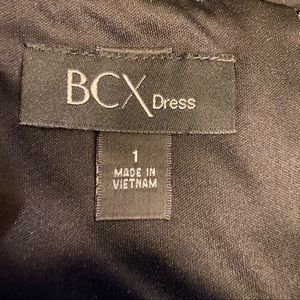 BCX Dress
1
MADE IN
VIETNAM